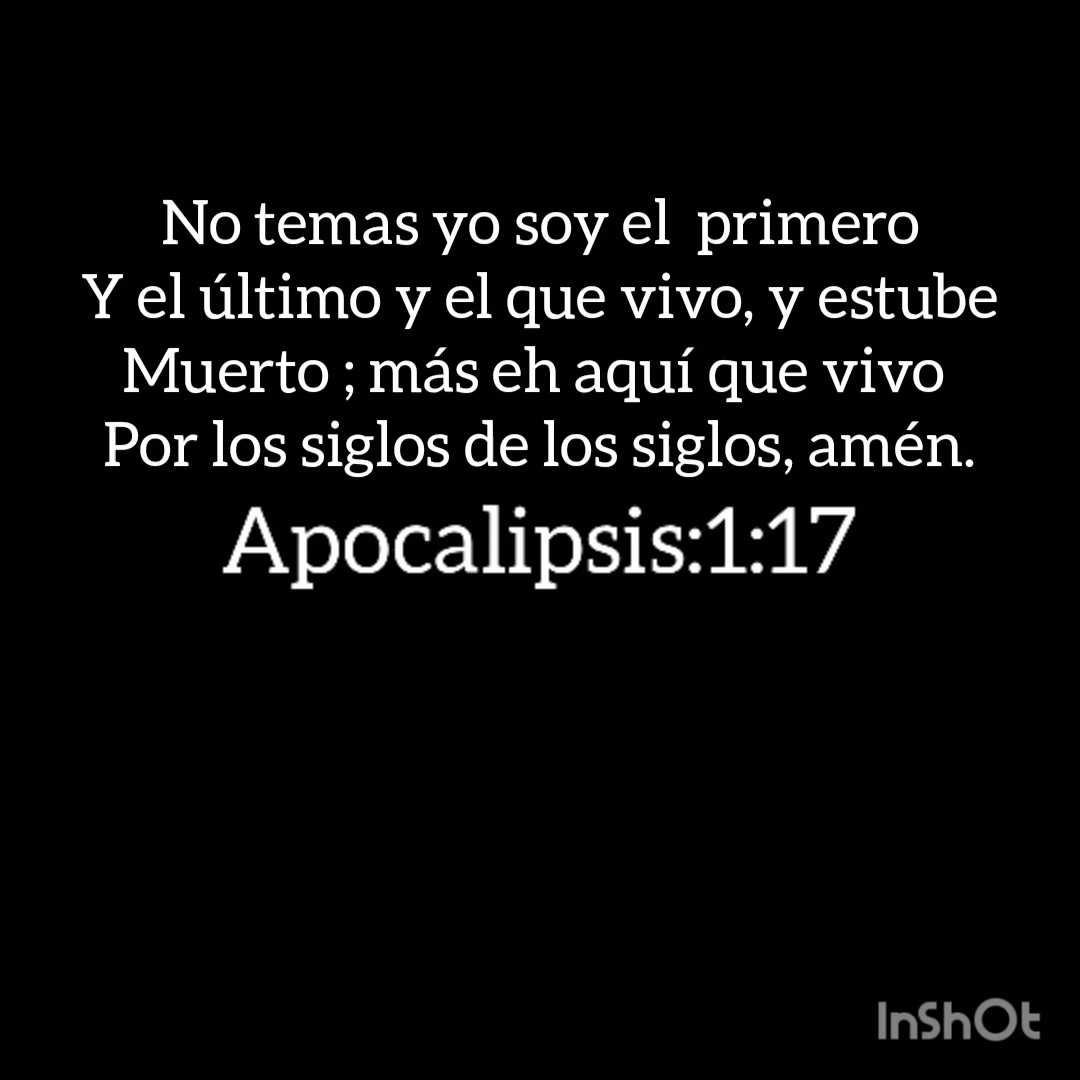 No temas yo soy el  primero
Y el último y el que vivo, y estube
Muerto ; más eh aquí que vivo
Por los siglos de los siglos, amén.
Apocalipsis:1:17
InShOt